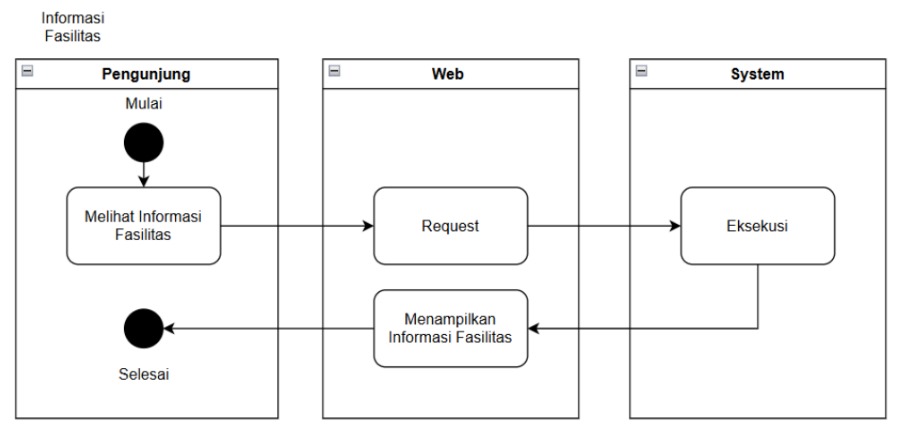 Informasi
Fasilitas
Pengunjung
Web
System
Mulai
Melihat Informasi
Fasilitas
Request
Eksekusi
Menampilkan
Informasi Fasilitas
Selesai